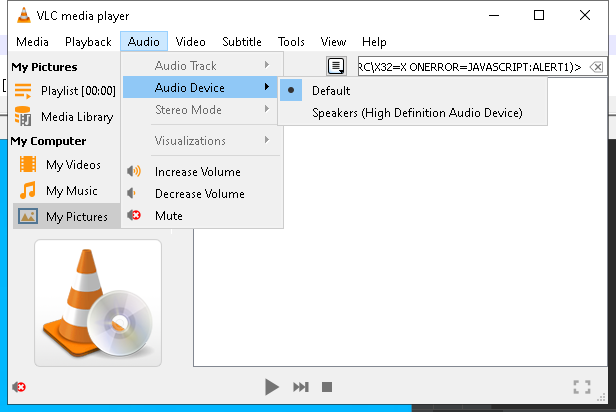 VLC media player
Media Playback Audio Video Subtitle Tools View Help
My Pictures
Playlist [00:00]
Media Library
My Computer
My Videos
My Music
My Pictures
Audio Track
Audio Device
Stereo Mode
Visualizations
Increase Volume
Decrease Volume
Mute
RC\X32=X ONERROR=JAVASCRIPT:ALERT1)>
Default
Speakers (High Definition Audio Device)